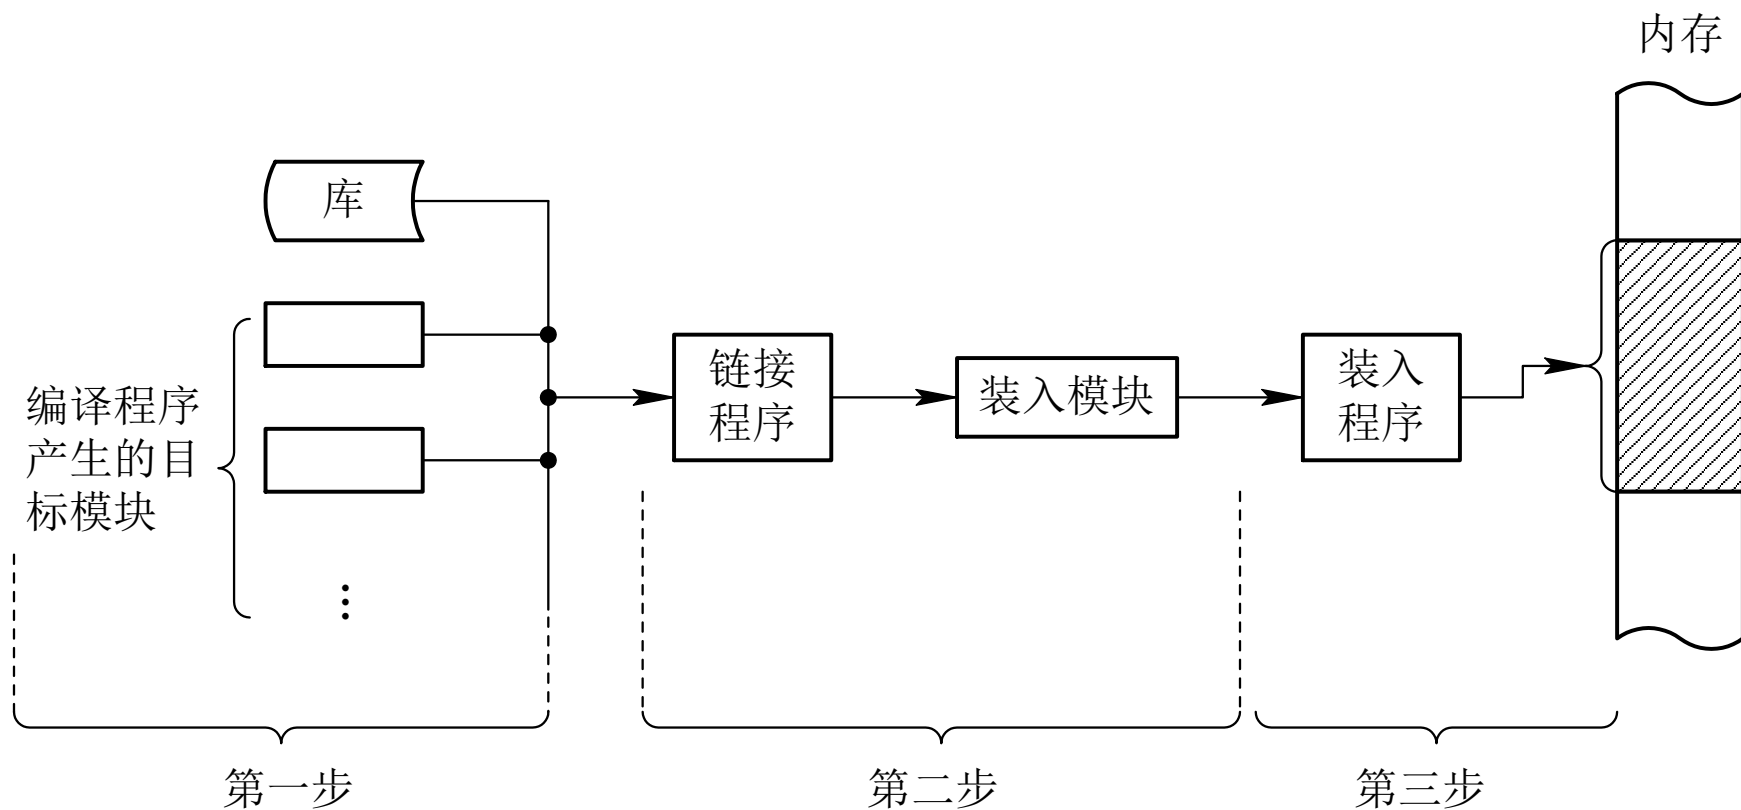 内存
库
编译程序
产生的目
标模块
⋮
链接
程序
装入模块
装入
程序
第一步
第二步
第三步